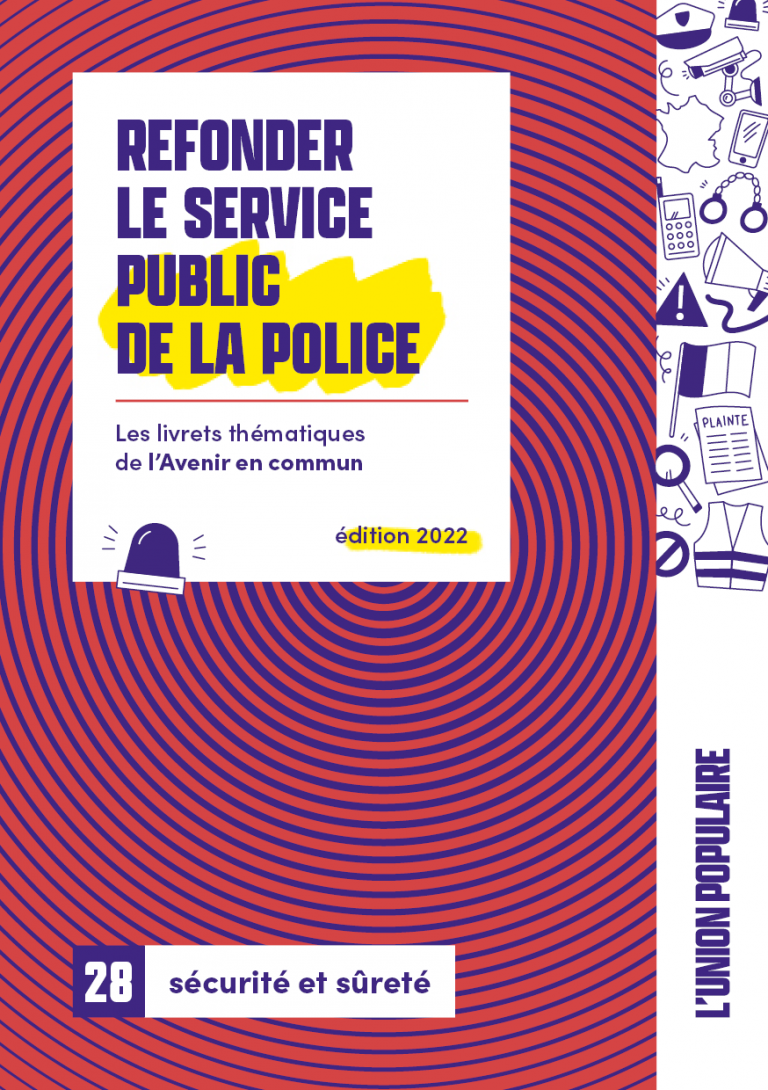 REFONDER
LE SERVICE
PUBLIC
DE LA POLICE
Les livrets thématiques
de l’Avenir en commun
édition 2022
PLAINTE
L’UNION POPULAIRE
28 sécurité et sûreté